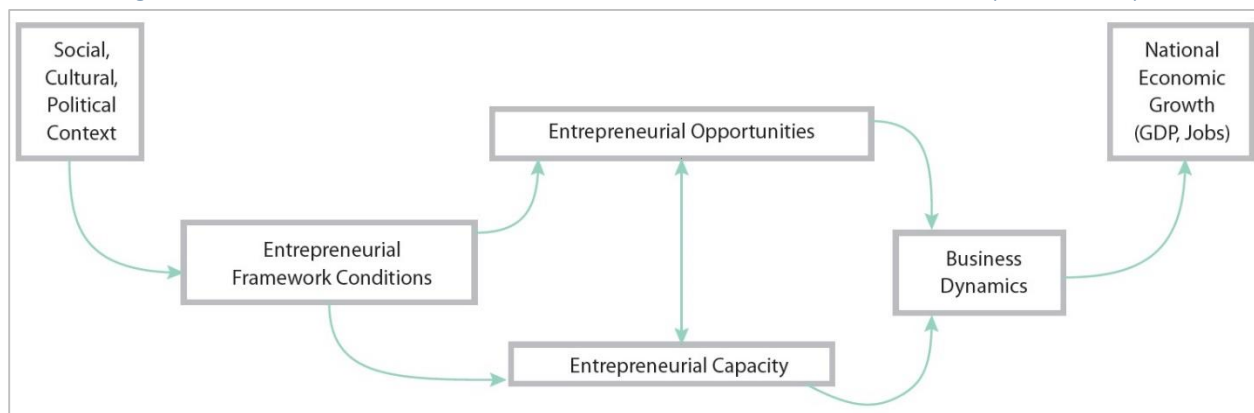 Social,
Cultural,
Political
Context
National
Economic
Growth
(GDP, Jobs)
Entrepreneurial Opportunities
Entrepreneurial
Framework Conditions
Business
Dynamics
Entrepreneurial Capacity